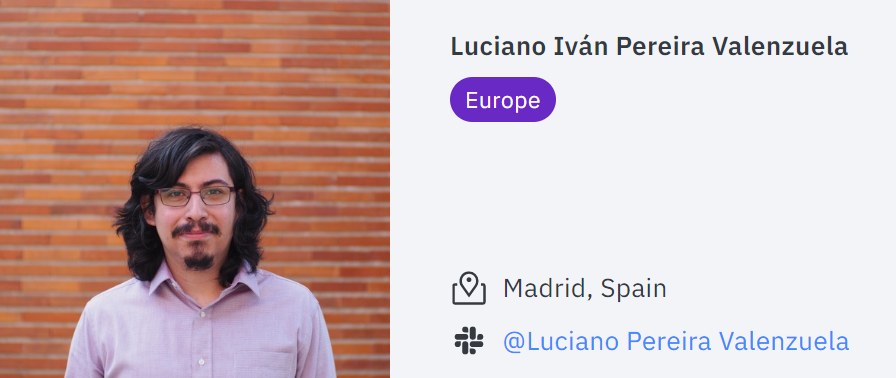 Luciano Iván Pereira Valenzuela
Europe
Madrid, Spain
@Luciano Pereira Valenzuela